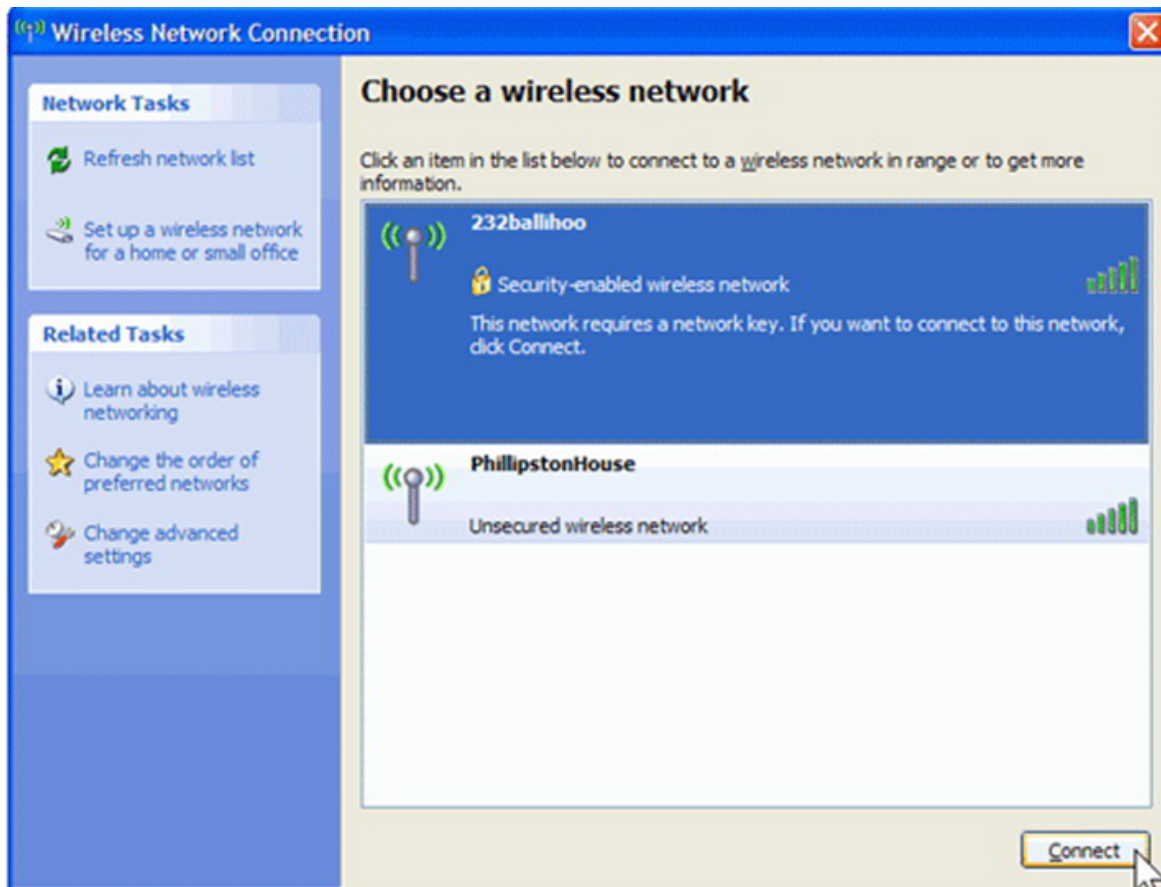 Wireless Network Connection
Network Tasks
Refresh network list
Set up a wireless network
for a home or small office
Related Tasks
Learn about wireless
networking
Change the order of
preferred networks
Change advanced
settings
Choose a wireless network
Click an item in the list below to connect to a wireless network in range or to get more
information.
232ballihoo
Security-enabled wireless network
This network requires a network key. If you want to connect to this network,
click Connect.
PhillipstonHouse
Unsecured wireless network
Connect